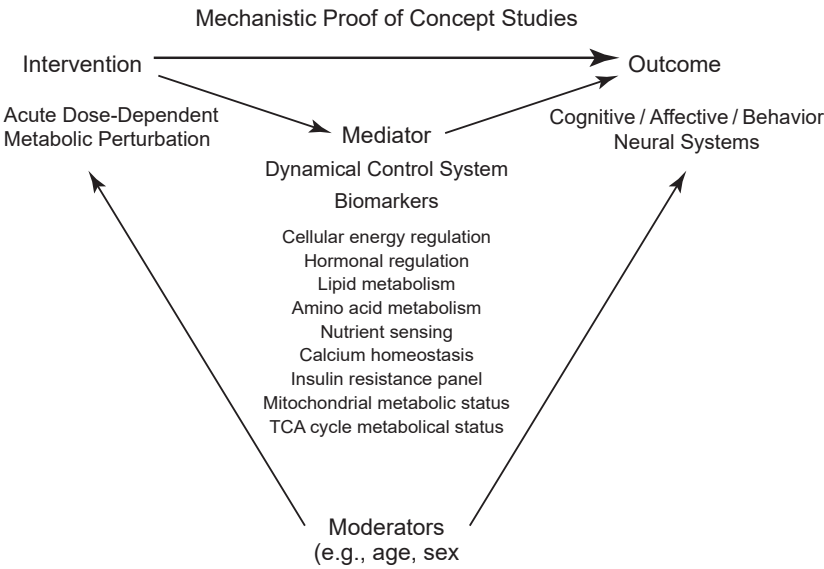 Mechanistic Proof of Concept Studies
Intervention
Outcome
Acute Dose-Dependent
Metabolic Perturbation
Cognitive / Affective / Behavior
Neural Systems
Mediator
Dynamical Control System
Biomarkers
Cellular energy regulation
Hormonal regulation
Lipid metabolism
Amino acid metabolism
Nutrient sensing
Calcium homeostasis
Insulin resistance panel
Mitochondrial metabolic status
TCA cycle metabolical status
Moderators
(e.g., age, sex